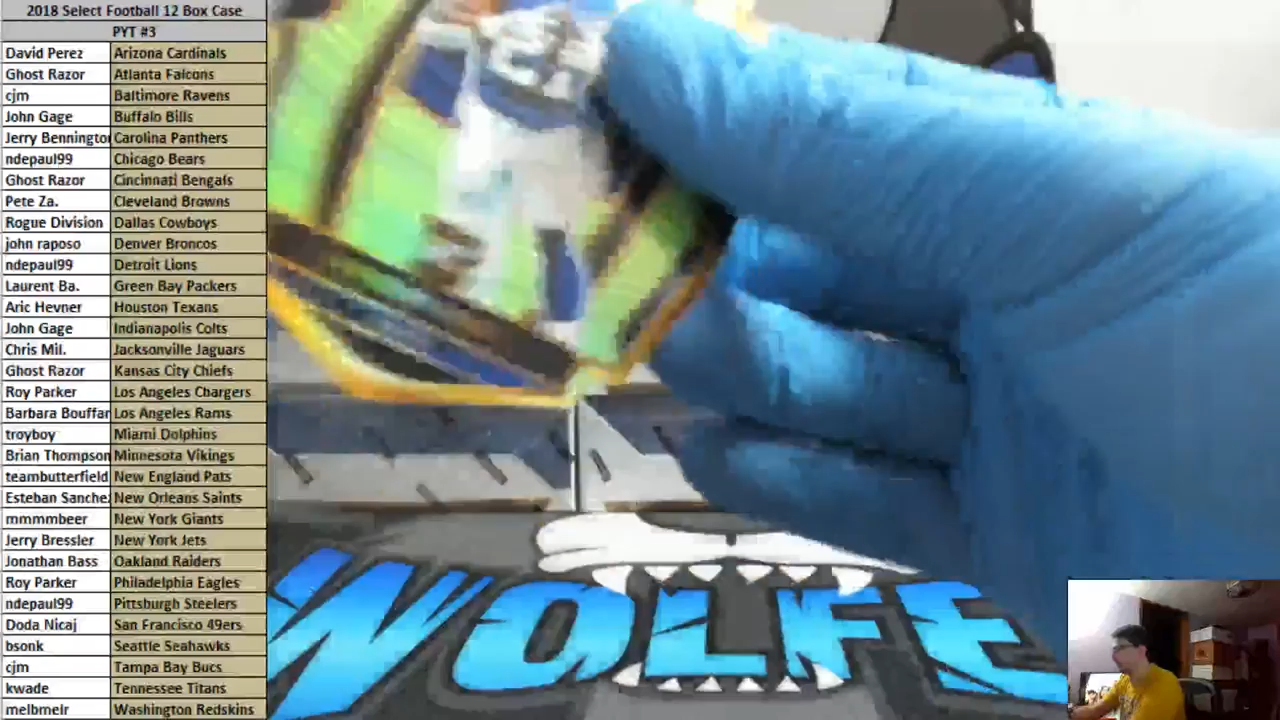 2018 Select Football 12 Box Case
PYT #3
David Perez Arizona Cardinals
Ghost Razor Atlanta Falcons
cjm Baltimore Ravens
John Gage Buffalo Bills
Jerry Benningto Carolina Panthers
ndepaul99 Chicago Bears
Ghost Razor Cincinnati Bengals
Pete Za. Cleveland Browns
Rogue Division Dallas Cowboys
john raposo Denver Broncos
ndepaul99 Detroit Lions
Laurent Ba. Green Bay Packers
Aric Hevner Houston Texans
John Gage Indianapolis Colts
Chris Mil. Jacksonville Jaguars
Ghost Razor Kansas City Chiefs
Roy Parker Los Angeles Chargers
Barbara Bouffar Los Angeles Rams
troyboy Miami Dolphins
Brian Thompson Minnesota Vikings
teambutterfield New England Pats
Esteban Sanche New Orleans Saints
mmmmbeer New York Giants
Jerry Bressler New York Jets
Jonathan Bass Oakland Raiders
Roy Parker Philadelphia Eagles
ndepaul99 Pittsburgh Steelers
Doda Nicaj San Francisco 49ers
bsonk Seattle Seahawks
cjm Tampa Bay Bucs
kwade Tennessee Titans
melbmelr Washington Redskins
WOLFE